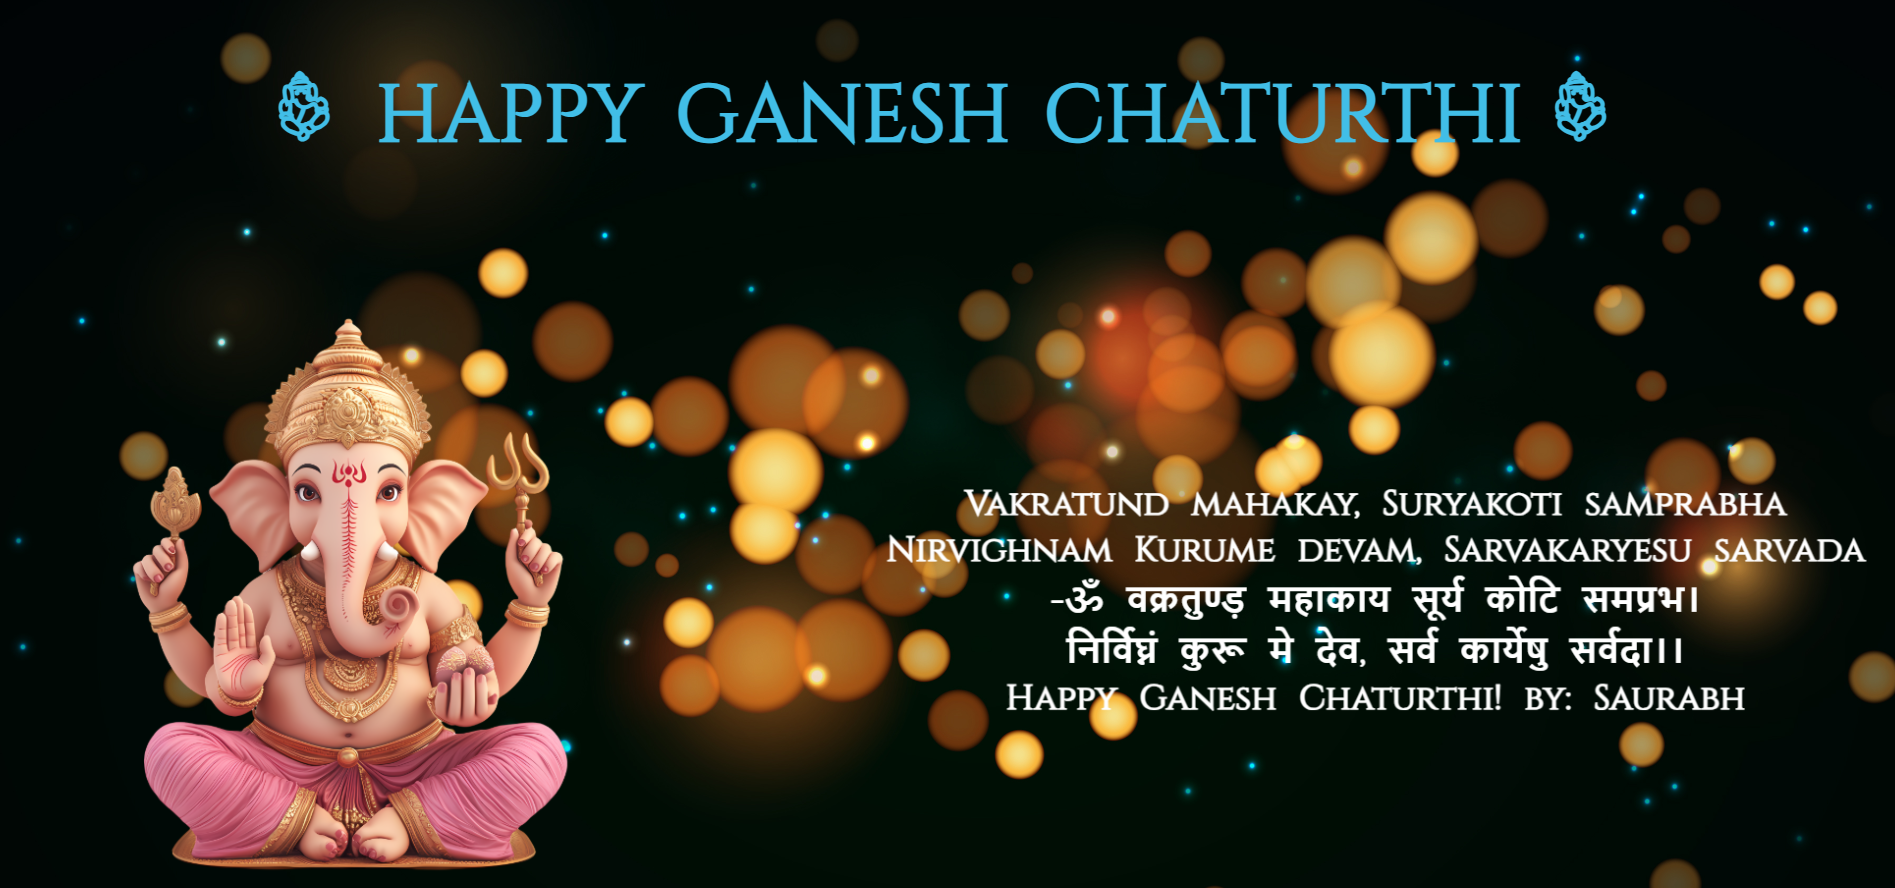 HAPPY GANESH CHATURTHI
Vakratund mahakay, Suryakoti samprabha
Nirvighnam Kurume devam, Sarvakaryesu sarvada
-ॐ वक्रतुण्ड़ महाकाय सूर्य कोटि समप्रभ।
निर्विघ्नं कुरू मे देव, सर्व कार्येषु सर्वदा।।
Happy Ganesh Chaturthi! by: Saurabh